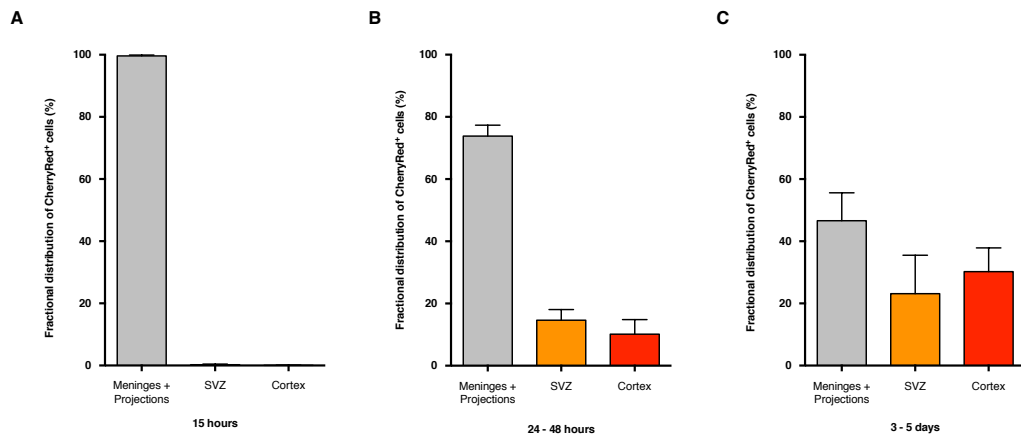 A
Fractional distribution of CherryRed⁺ cells (%)
100
80
60
40
20
0
Meninges +
Projections
SVZ
Cortex
15 hours
B
Fractional distribution of CherryRed⁺ cells (%)
100
80
60
40
20
0
Meninges +
Projections
SVZ
Cortex
24 - 48 hours
C
Fractional distribution of CherryRed⁺ cells (%)
100
80
60
40
20
0
Meninges +
Projections
SVZ
Cortex
3 - 5 days